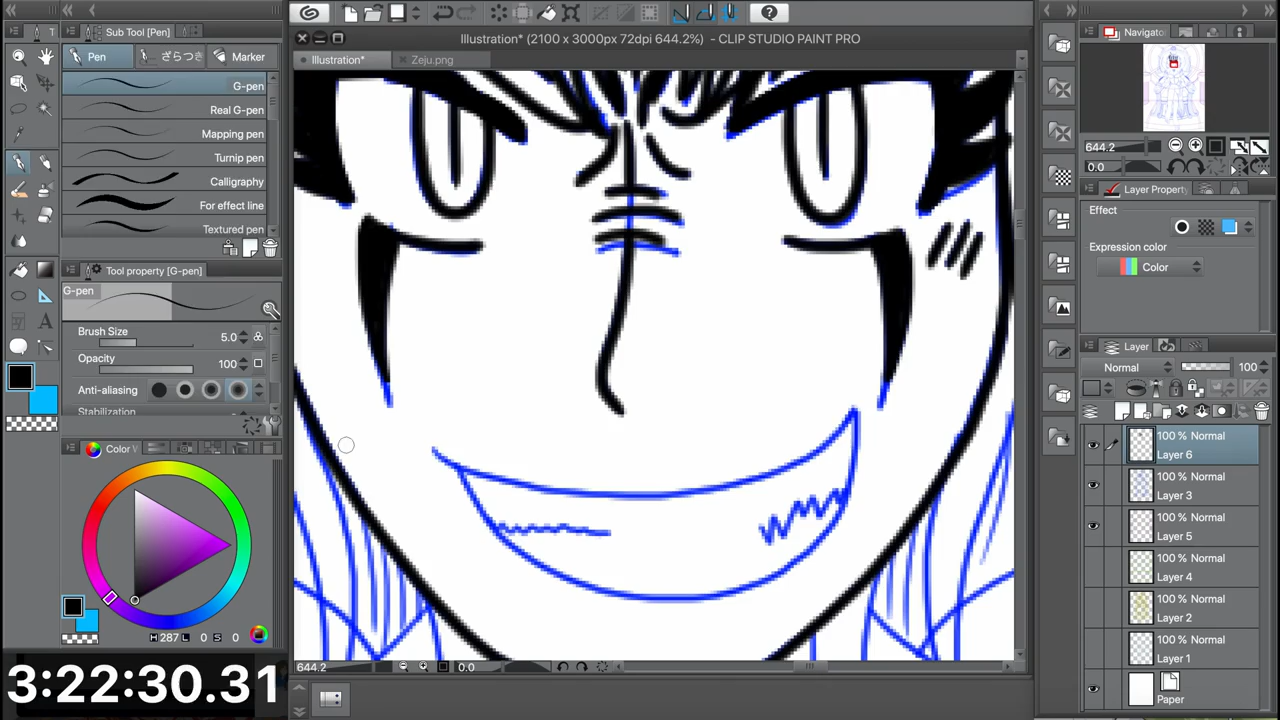 Illustration* (2100 x 3000px 72dpi 644.2%) - CLIP STUDIO PAINT PRO
Illustration*
Zeju.png
Sub Tool [Pen]
Pen
ざらつき
Marker
G-pen
Real G-pen
Mapping pen
Turnip pen
Calligraphy
For effect line
Textured pen
Tool property [G-pen]
G-pen
Brush Size
5.0
Opacity
100
Anti-aliasing
Stabilization
Color
H 287 L 0 S 0
3:22:30.31
644.2
0.0
Navigator
644.2
0.0
Layer Property
Effect
Expression color
Color
Layer
Normal
100
100 % Normal
Layer 6
100 % Normal
Layer 3
100 % Normal
Layer 5
100 % Normal
Layer 4
100 % Normal
Layer 2
100 % Normal
Layer 1
Paper